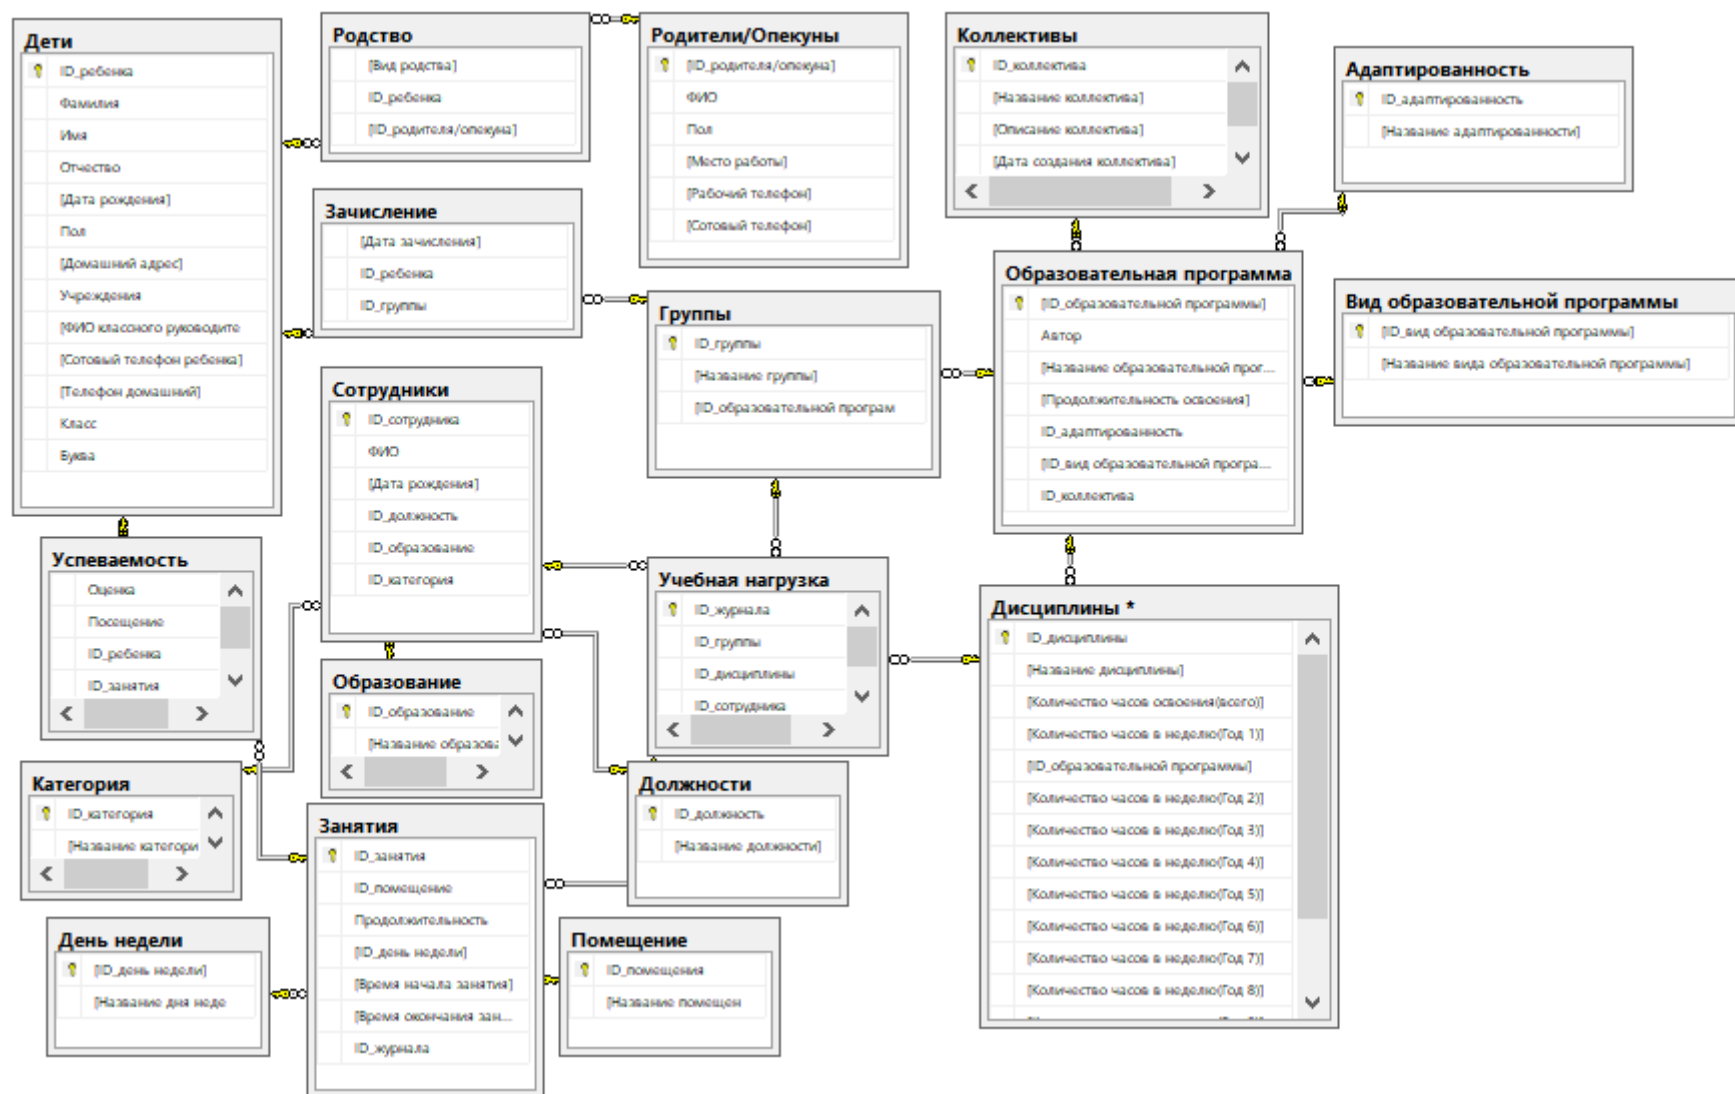 Дети
ID_ребенка
Фамилия
Имя
Отчество
[Дата рождения]
Пол
[Домашний адрес]
Учреждения
[ФИО классного руководите
[Сотовый телефон ребенка]
[Телефон домашний]
Класс
Буква
Родство
[Вид родства]
ID_ребенка
[ID_родителя/опекуна]
Родители/Опекуны
[ID_родителя/опекуна]
ФИО
Пол
[Место работы]
[Рабочий телефон]
[Сотовый телефон]
Коллективы
ID_коллектива
[Название коллектива]
[Описание коллектива]
[Дата создания коллектива]
Адаптированность
ID_адаптированность
[Название адаптированности]
Зачисление
[Дата зачисления]
ID_ребенка
ID_группы
Группы
ID_группы
[Название группы]
[ID_образовательной програм
Образовательная программа
[ID_образовательной программы]
Автор
[Название образовательной прог...
[Продолжительность освоения]
ID_адаптированность
[ID_вид образовательной програ...
ID_коллектива
Вид образовательной программы
[ID_вид образовательной программы]
[Название вида образовательной программы]
Сотрудники
ID_сотрудника
ФИО
[Дата рождения]
ID_должность
ID_образование
ID_категория
Успеваемость
Оценка
Посещение
ID_ребенка
ID_занятия
Учебная нагрузка
ID_журнала
ID_группы
ID_дисциплины
ID_сотрудника
Дисциплины *
ID_дисциплины
[Название дисциплины]
[Количество часов освоения(всего)]
[Количество часов в неделю(Год 1)]
[ID_образовательной программы]
[Количество часов в неделю(Год 2)]
[Количество часов в неделю(Год 3)]
[Количество часов в неделю(Год 4)]
[Количество часов в неделю(Год 5)]
[Количество часов в неделю(Год 6)]
[Количество часов в неделю(Год 7)]
[Количество часов в неделю(Год 8)]
Образование
ID_образование
[Название образова
Категория
ID_категория
[Название категори
Должности
ID_должность
[Название должности]
Занятия
ID_занятия
ID_помещение
Продолжительность
[ID_день недели]
[Время начала занятия]
[Время окончания зан...
ID_журнала
День недели
[ID_день недели]
[Название дня неде
Помещение
ID_помещения
[Название помещен